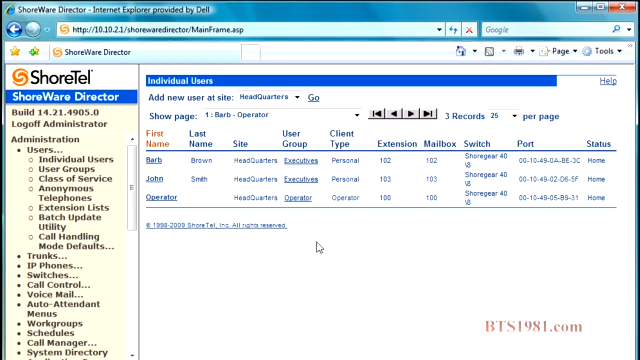 ShoreWare Director - Internet Explorer provided by Dell
http://10.10.2.1/shorewaredirector/MainFrame.asp
Google
ShoreWare Director
Page
Tools
ShoreTel
ShoreWare Director
Build 14.21.4905.0
Logoff Administrator
Administration
Users...
Individual Users
User Groups
Class of Service
Anonymous
Telephones
Extension Lists
Batch Update
Utility
Call Handling
Mode Defaults...
Trunks...
IP Phones...
Switches...
Call Control...
Voice Mail...
Auto-Attendant
Menus
Workgroups
Schedules
Call Manager...
System Directory
Individual Users
Help
Add new user at site: HeadQuarters Go
Show page: 1 : Barb - Operator 3 Records 25 per page
First Name Last Name Site User Group Client Type Extension Mailbox Switch Port Status
Barb Brown HeadQuarters Executives Personal 102 102 Shoregear 40 /8 00-10-49-0A-BE-3C Home
John Smith HeadQuarters Executives Personal 103 103 Shoregear 40 /8 00-10-49-02-D6-5F Home
Operator HeadQuarters Operator Operator 100 100 Shoregear 40 /8 00-10-49-05-B9-31 Home
© 1998-2009 ShoreTel, Inc. All rights reserved.
BTS1981.com